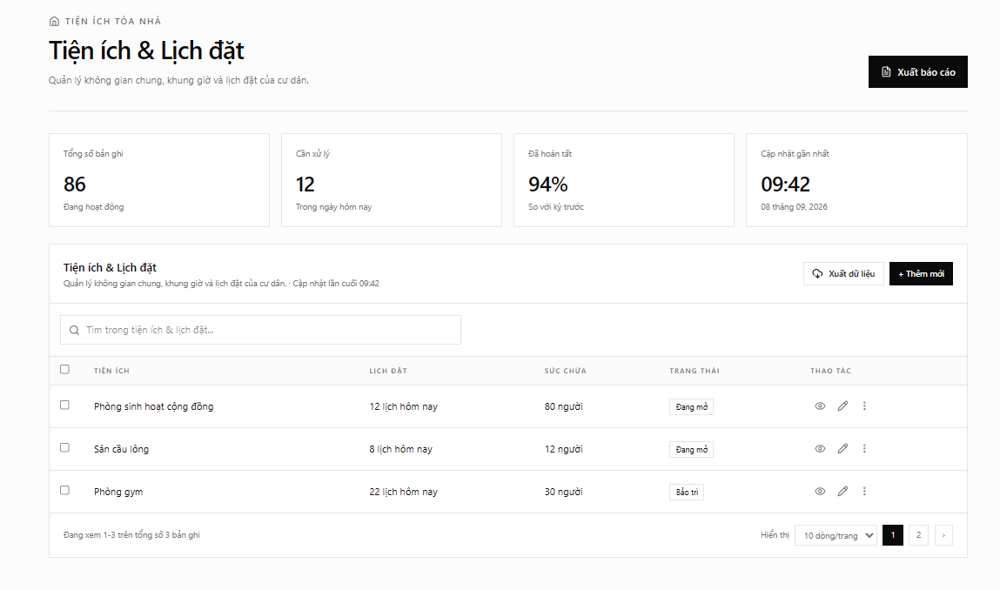 TIỆN ÍCH TÒA NHÀ
Tiện ích & Lịch đặt
Quản lý không gian chung, khung giờ và lịch đặt của cư dân.
Xuất báo cáo
Tổng số bản ghi
86
Đang hoạt động
Cần xử lý
12
Trong ngày hôm nay
Đã hoàn tất
94%
So với kỳ trước
Cập nhật gần nhất
09:42
08 tháng 09, 2026
Tiện ích & Lịch đặt
Quản lý không gian chung, khung giờ và lịch đặt của cư dân. · Cập nhật lần cuối 09:42
Xuất dữ liệu
+ Thêm mới
Tìm trong tiện ích & lịch đặt...
TIỆN ÍCH LỊCH ĐẶT SỨC CHỨA TRẠNG THÁI THAO TÁC
Phòng sinh hoạt cộng đồng 12 lịch hôm nay 80 người Đang mở
Sân cầu lông 8 lịch hôm nay 12 người Đang mở
Phòng gym 22 lịch hôm nay 30 người Bảo trì
Đang xem 1-3 trên tổng số 3 bản ghi
Hiển thị 10 dòng/trang 1 2 ›